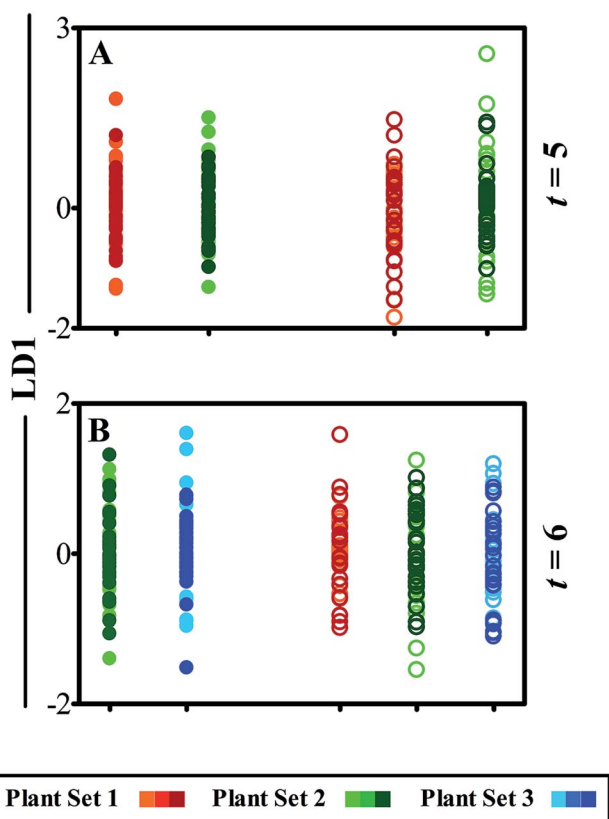 3
A
0
-2
t = 5
LD1
2
B
0
-2
t = 6
Plant Set 1 Plant Set 2 Plant Set 3